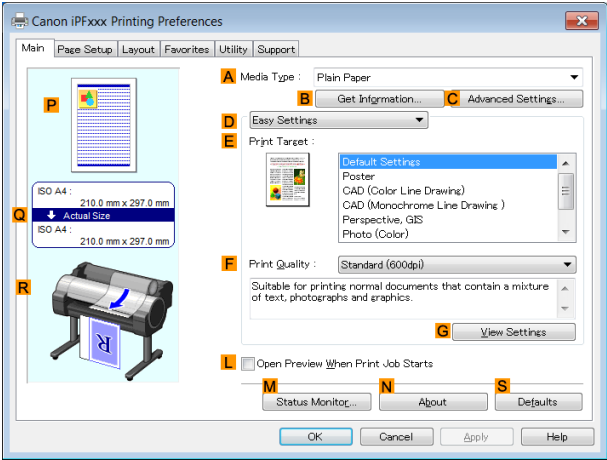 Canon iPFxxx Printing Preferences
Main Page Setup Layout Favorites Utility Support
A Media Type : Plain Paper
B Get Information... C Advanced Settings...
D Easy Settings
E Print Target :
Default Settings
Poster
CAD (Color Line Drawing)
CAD (Monochrome Line Drawing )
Perspective, GIS
Photo (Color)
P
ISO A4 :
210.0 mm x 297.0 mm
Q Actual Size
ISO A4 :
210.0 mm x 297.0 mm
R
R
F Print Quality : Standard (600dpi)
Suitable for printing normal documents that contain a mixture
of text, photographs and graphics.
G View Settings
L Open Preview When Print Job Starts
M Status Monitor... N About S Defaults
OK Cancel Apply Help